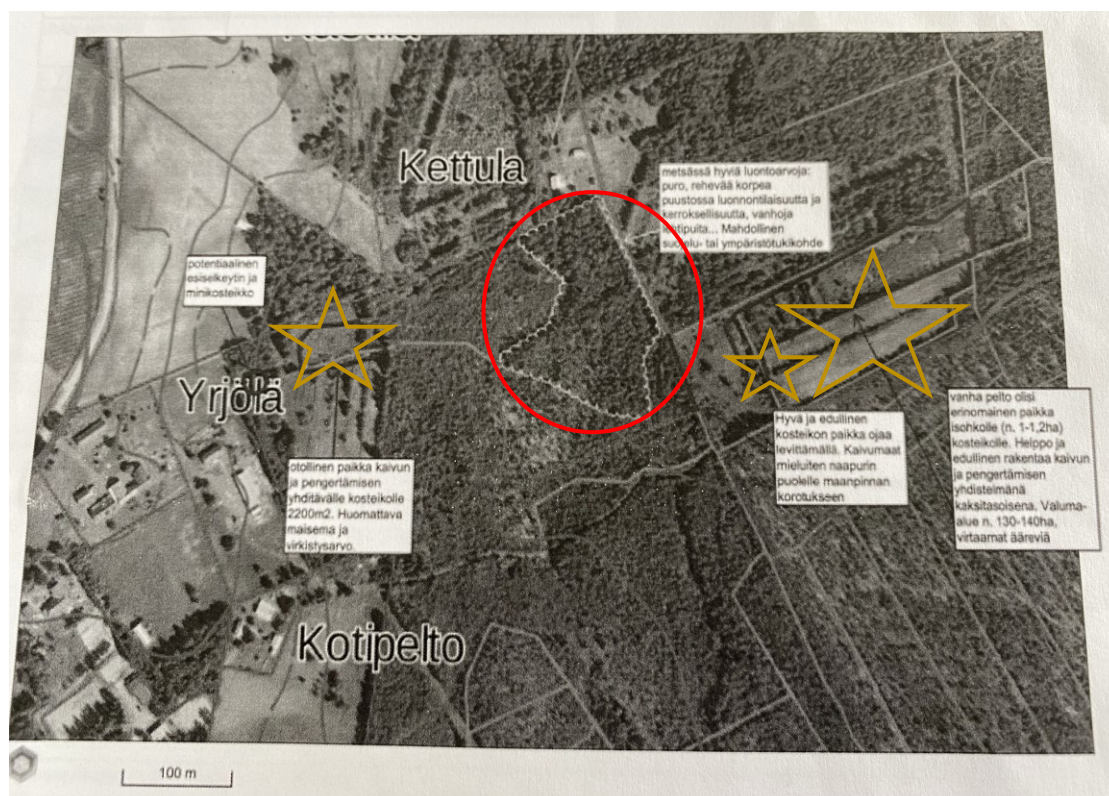 Kettula
metsässä hyviä luontoarvoja:
puro, rehevää korpea
puustossa luonnontilaisuutta ja
kerroksellisuutta, vanhoja
lehtipuita... Mahdollinen
suojelu- tai ympäristötukikohde
potentiaalinen
esiselkeytin ja
minikosteikko
Yrjölä
vanha pelto olisi
erinomainen paikka
isohkolle (n. 1-1,2ha)
kosteikolle. Helppo ja
edullinen rakentaa kaivun
ja pengertämisen
yhdistelmänä
kaksitasoisena. Valuma-
alue n. 130-140ha,
virtaamat ääreviä
Hyvä ja edullinen
kosteikon paikka ojaa
levittämällä. Kaivumaat
mieluiten naapurin
puolelle maanpinnan
korotukseen
otollinen paikka kaivun
ja pengertämisen
yhditävälle kosteikolle
2200m2. Huomattava
maisema ja
virkistysarvo.
Kotipelto
100 m